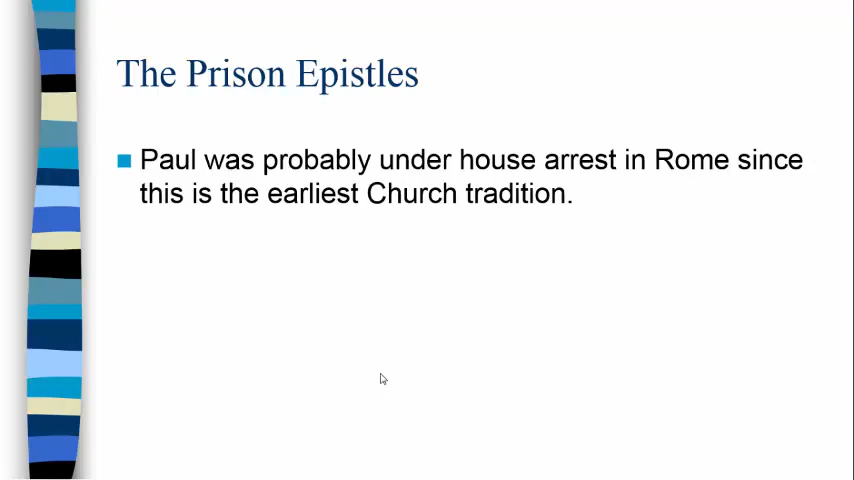 The Prison Epistles
Paul was probably under house arrest in Rome since
this is the earliest Church tradition.